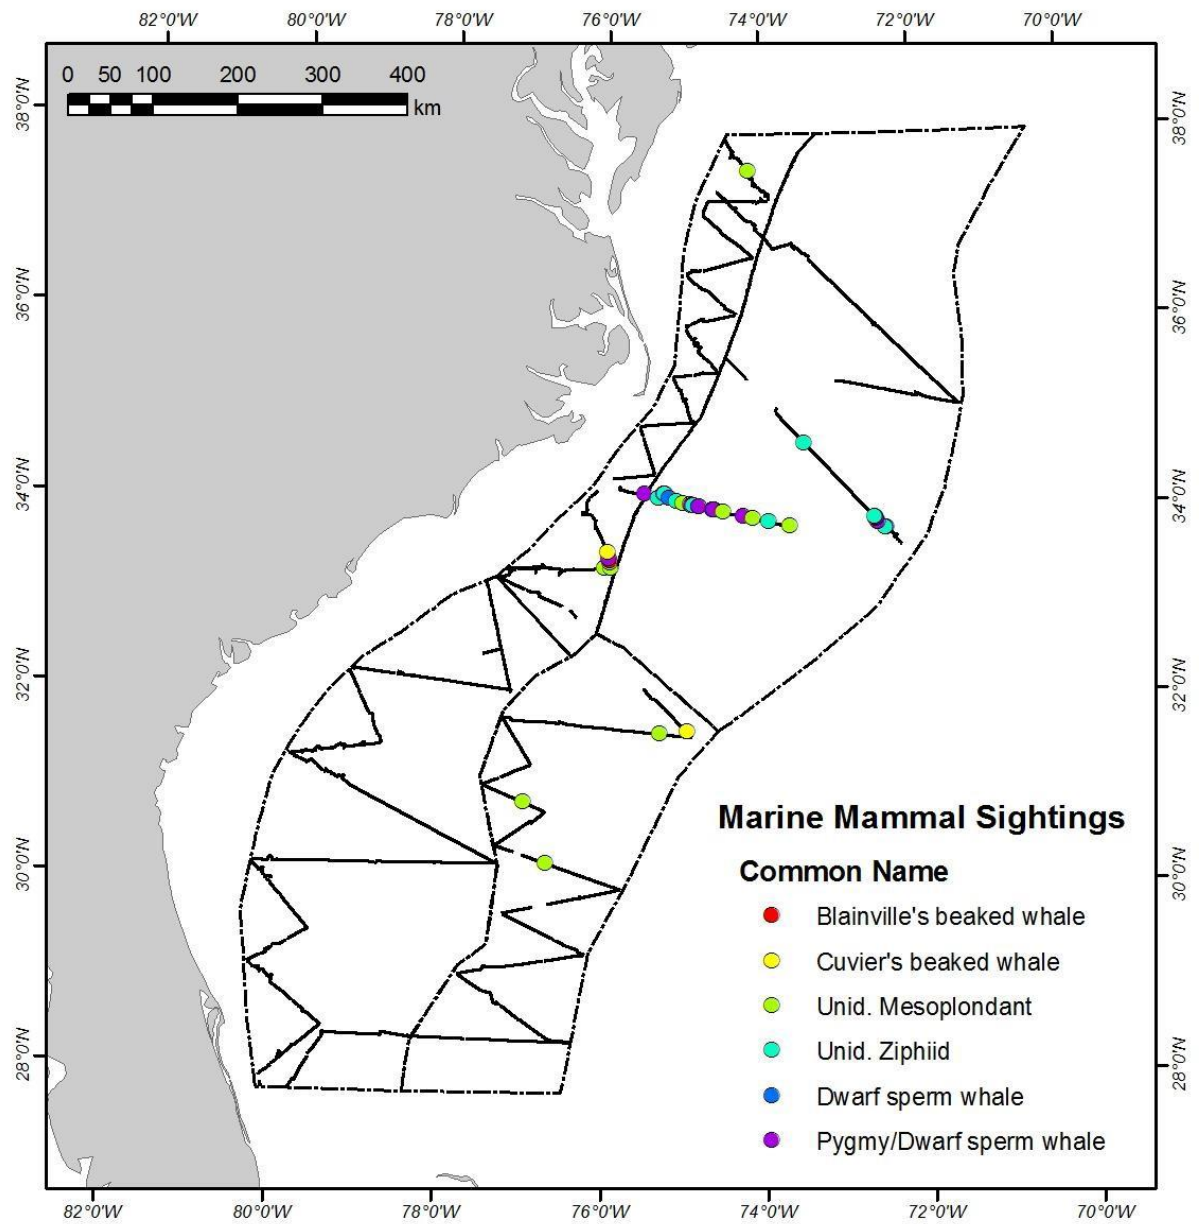 82°0'W 80°0'W 78°0'W 76°0'W 74°0'W 72°0'W 70°0'W
0 50 100 200 300 400
km
38°0'N 38°0'N
36°0'N 36°0'N
34°0'N 34°0'N
32°0'N 32°0'N
Marine Mammal Sightings
30°0'N 30°0'N
Common Name
Blainville's beaked whale
Cuvier's beaked whale
Unid. Mesoplondant
Unid. Ziphiid
28°0'N 28°0'N
Dwarf sperm whale
Pygmy/Dwarf sperm whale
82°0'W 80°0'W 78°0'W 76°0'W 74°0'W 72°0'W 70°0'W